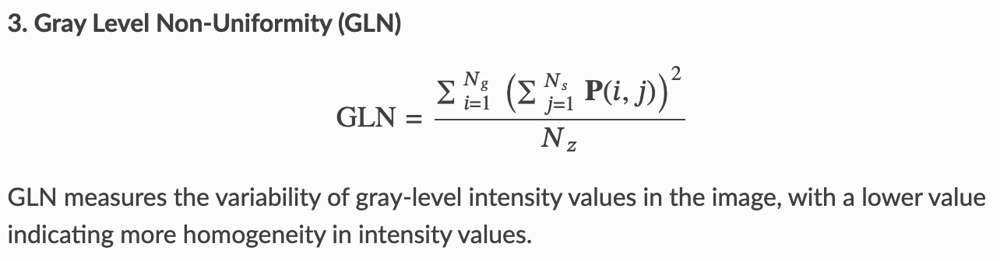 3. Gray Level Non-Uniformity (GLN)
GLN = \frac{\sum_{i=1}^{N_g} \left( \sum_{j=1}^{N_s} \mathbf{P}(i, j) \right)^2}{N_z}
GLN measures the variability of gray-level intensity values in the image, with a lower value
indicating more homogeneity in intensity values.